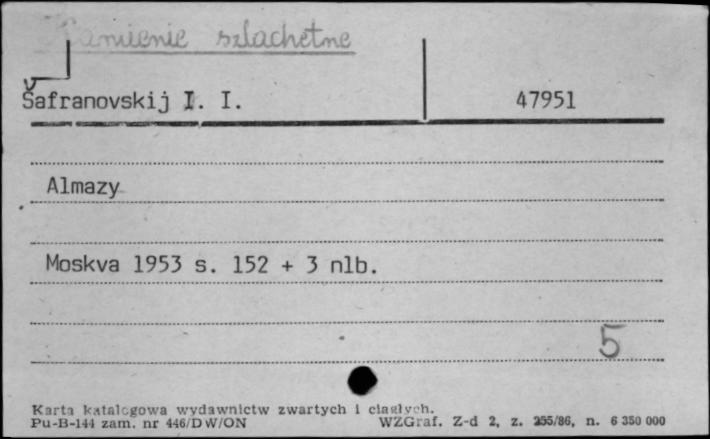 Kamienie szlachetne
Šafranovskij I. I. 47951
Almazy
Moskva 1953 s. 152 + 3 nlb.
5
Karta katalogowa wydawnictw zwartych i ciągłych.
Pu-B-144 zam. nr 446/DW/ON WZGraf. Z-d 2, z. 255/86, n. 6 350 000